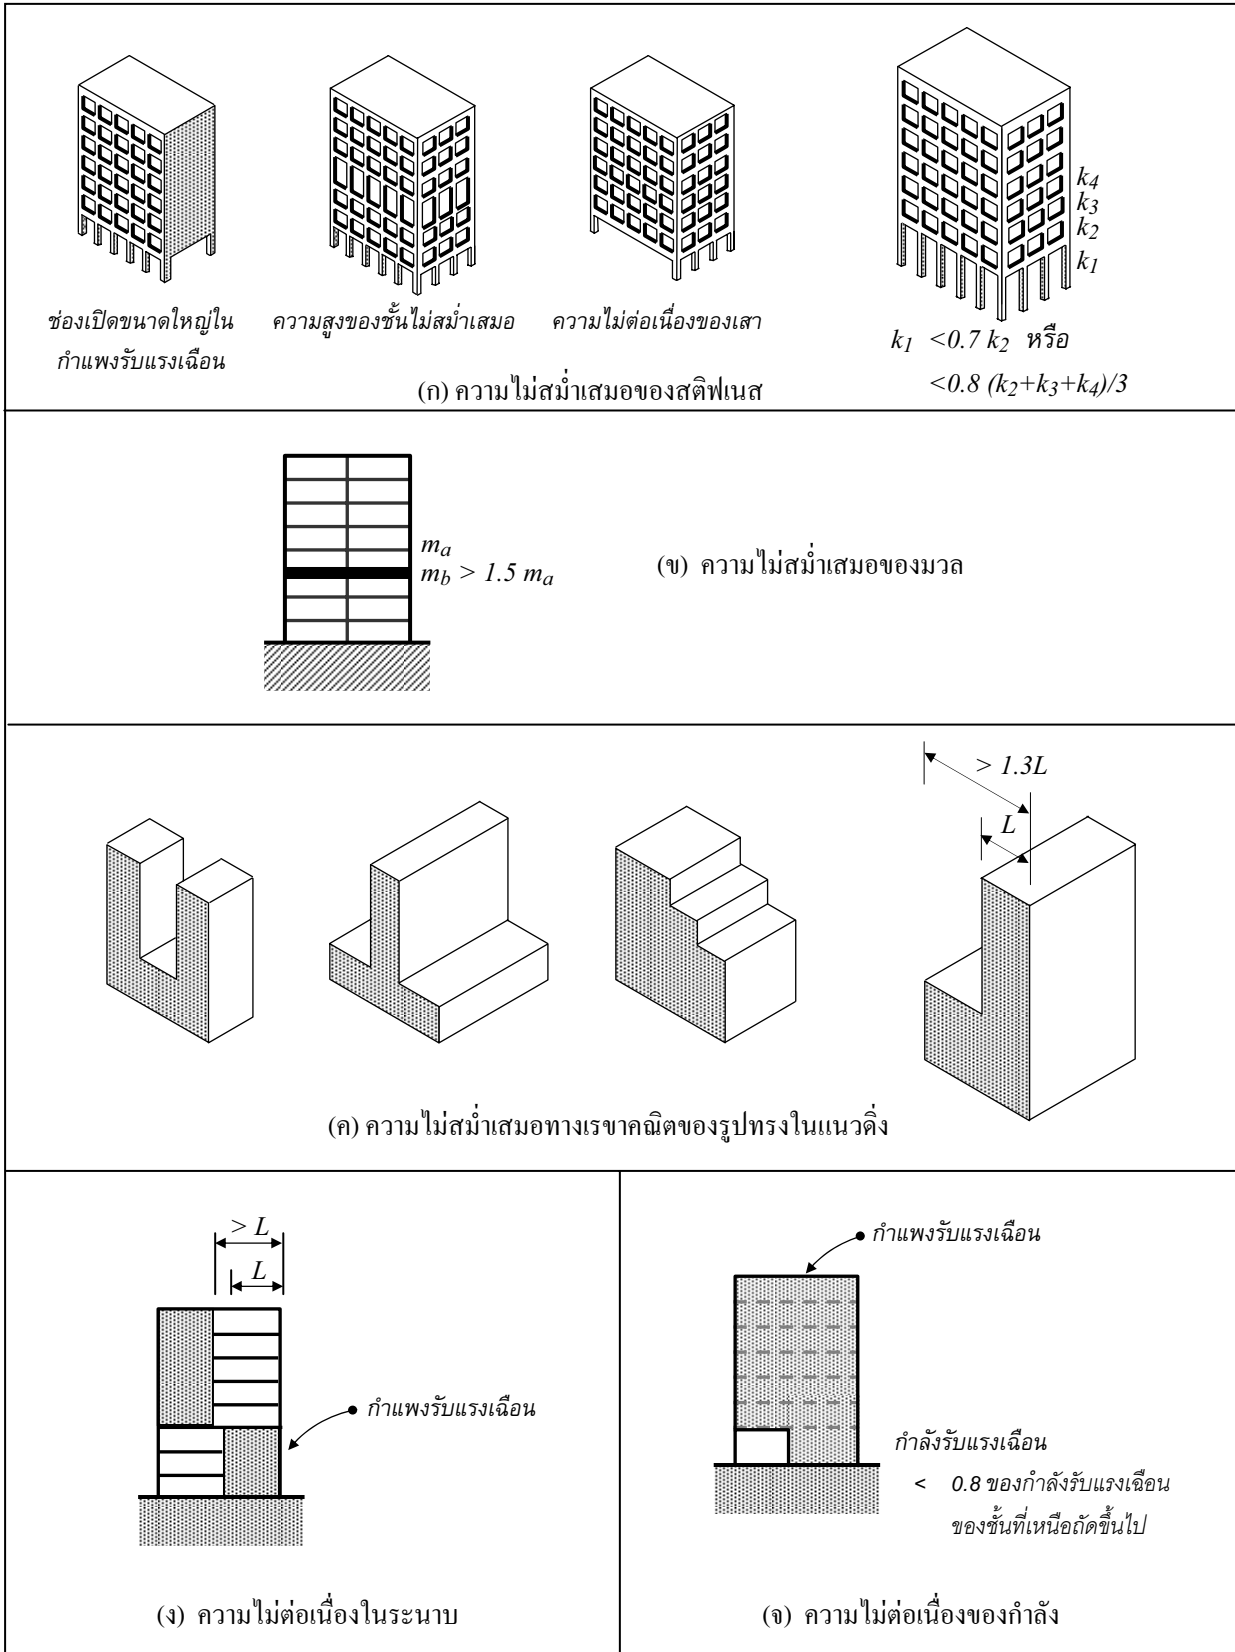 k4
k3
k2
k1
ช่องเปิดขนาดใหญ่ใน
กำแพงรับแรงเฉือน
ความสูงของชั้นไม่สม่ำเสมอ
ความไม่ต่อเนื่องของเสา
k1 <0.7 k2 หรือ
<0.8 (k2+k3+k4)/3
(ก) ความไม่สม่ำเสมอของสติฟเนส
ma
mb > 1.5 ma
(ข) ความไม่สม่ำเสมอของมวล
> 1.3L
L
(ค) ความไม่สม่ำเสมอทางเรขาคณิตของรูปทรงในแนวดิ่ง
> L
L
กำแพงรับแรงเฉือน
(ง) ความไม่ต่อเนื่องในระนาบ
กำแพงรับแรงเฉือน
กำลังรับแรงเฉือน
< 0.8 ของกำลังรับแรงเฉือน
ของชั้นที่เหนือถัดขึ้นไป
(จ) ความไม่ต่อเนื่องของกำลัง